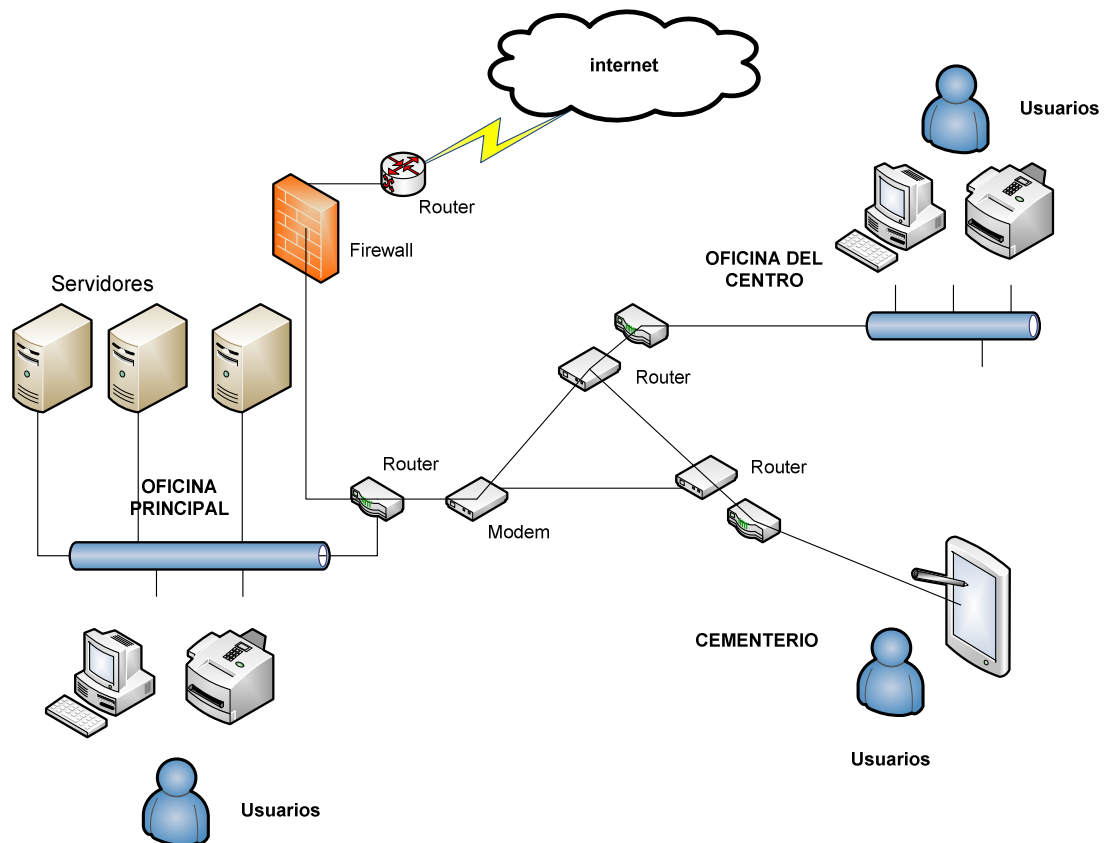 internet
Usuarios
Router
Firewall
OFICINA DEL
CENTRO
Servidores
Router
Router
Router
OFICINA
PRINCIPAL
Modem
CEMENTERIO
Usuarios
Usuarios